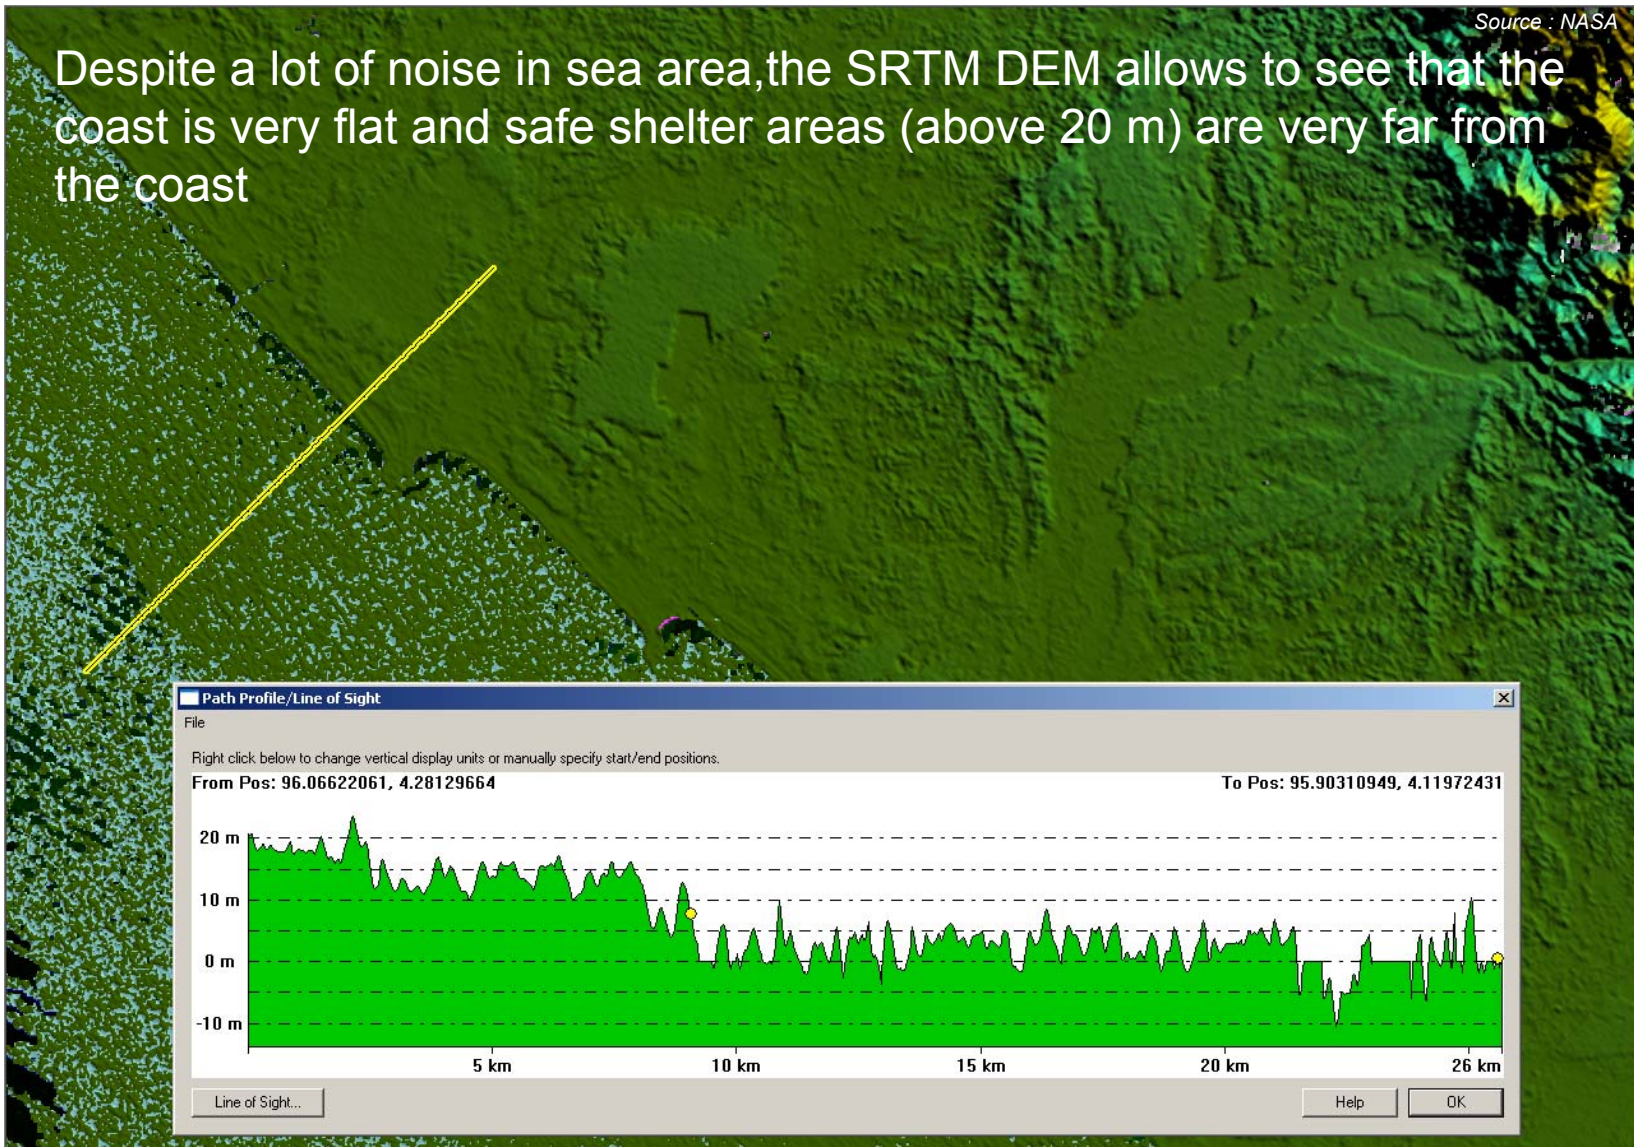 Source : NASA
Despite a lot of noise in sea area,the SRTM DEM allows to see that the
coast is very flat and safe shelter areas (above 20 m) are very far from
the coast
Path Profile/Line of Sight
File
Right click below to change vertical display units or manually specify start/end positions.
From Pos: 96.06622061, 4.28129664 To Pos: 95.90310949, 4.11972431
20 m
10 m
0 m
-10 m
5 km 10 km 15 km 20 km 26 km
Line of Sight... Help OK